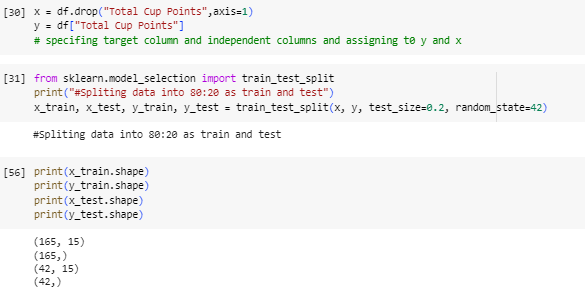 [30] x = df.drop("Total Cup Points",axis=1)
y = df["Total Cup Points"]
# specifing target column and independent columns and assigning t0 y and x
[31] from sklearn.model_selection import train_test_split
print("#Spliting data into 80:20 as train and test")
x_train, x_test, y_train, y_test = train_test_split(x, y, test_size=0.2, random_state=42)
#Spliting data into 80:20 as train and test
[56] print(x_train.shape)
print(y_train.shape)
print(x_test.shape)
print(y_test.shape)
(165, 15)
(165,)
(42, 15)
(42,)